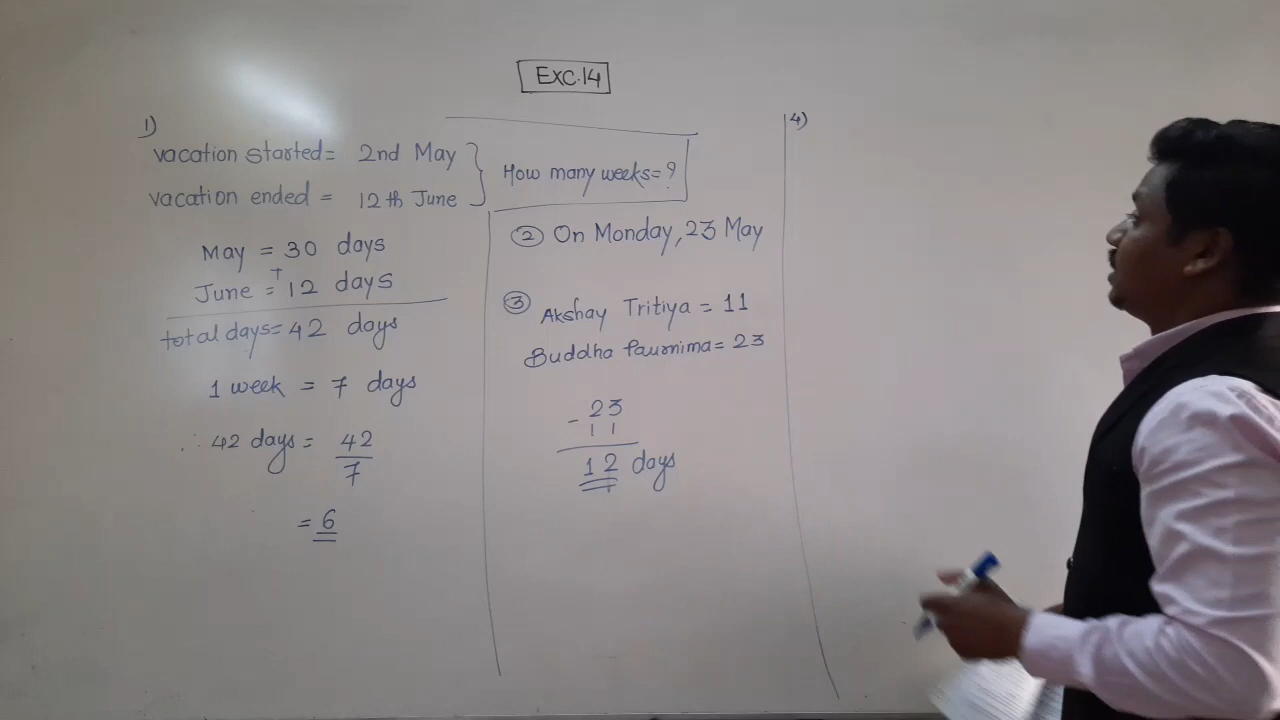 EXC.14
1)
vacation started= 2nd May
vacation ended = 12th June
How many weeks=?
May = 30 days
+
June = 12 days
total days= 42 days
1 week = 7 days
∴ 42 days = 42
7
= 6
② On Monday, 23 May
③ Akshay Tritiya = 11
Buddha Paurnima= 23
23
- 11
12 days
4)